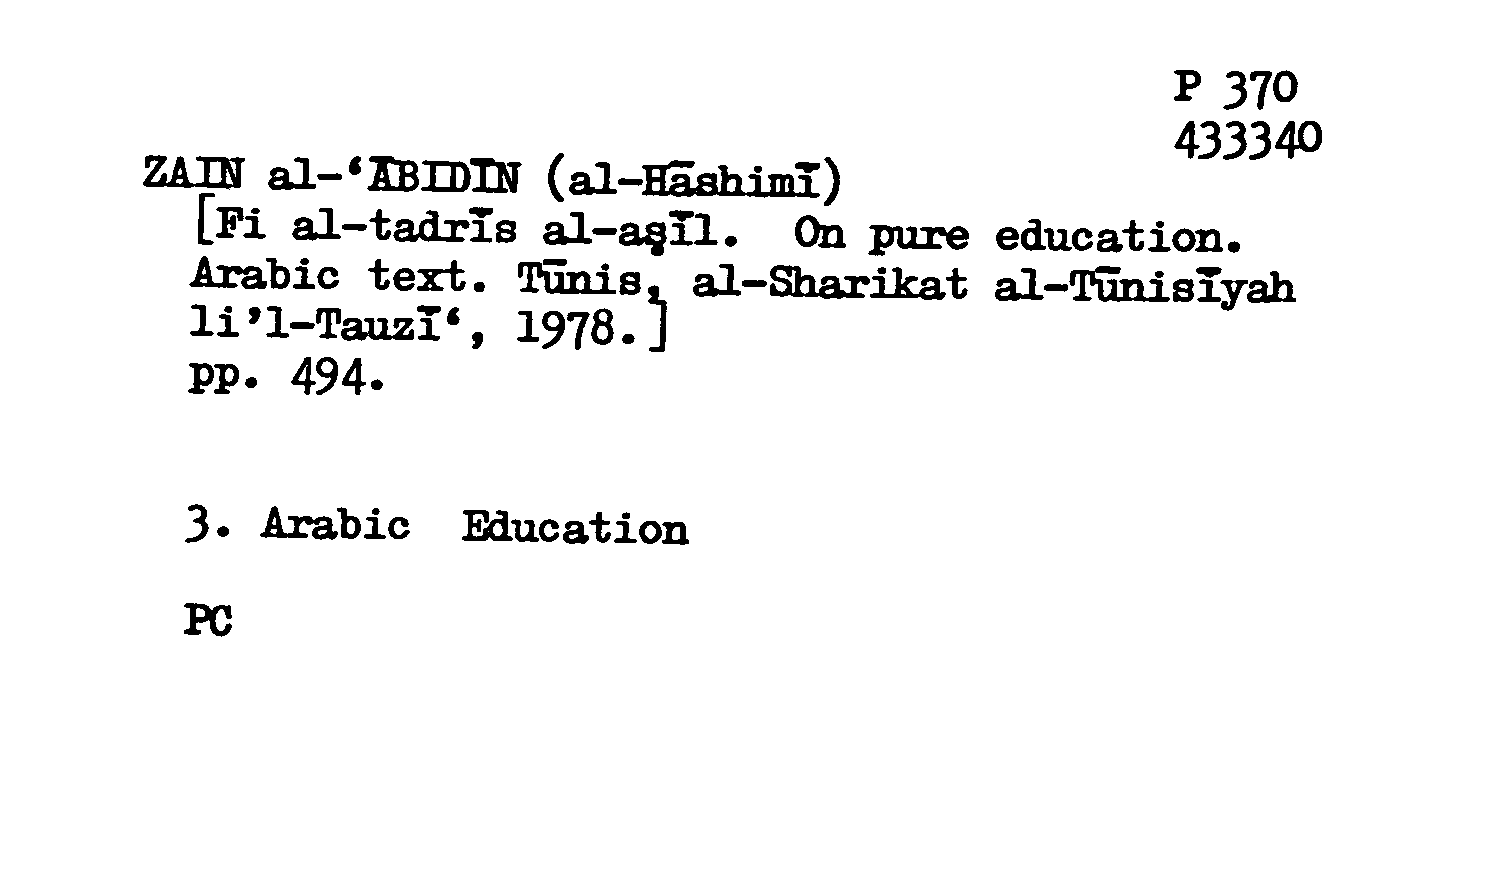 P 370
433340
ZAIN al-‘ĀBIDĪN (al-Hāshimī)
[Fi al-tadrīs al-aṣīl. On pure education.
Arabic text. Tūnis, al-Sharikat al-Tūnisīyah
li’l-Tauzī‘, 1978.]
pp. 494.
3. Arabic Education
PC